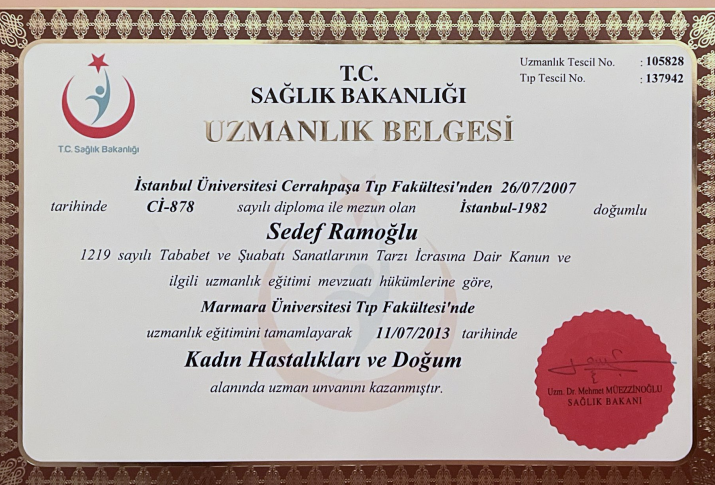 Uzmanlık Tescil No. : 105828
Tıp Tescil No. : 137942
T.C. Sağlık Bakanlığı
T.C.
SAĞLIK BAKANLIĞI
UZMANLIK BELGESİ
İstanbul Üniversitesi Cerrahpaşa Tıp Fakültesi'nden 26/07/2007
tarihinde Cİ-878 sayılı diploma ile mezun olan İstanbul-1982 doğumlu
Sedef Ramoğlu
1219 sayılı Tababet ve Şuabatı Sanatlarının Tarzı İcrasına Dair Kanun ve
ilgili uzmanlık eğitimi mevzuatı hükümlerine göre,
Marmara Üniversitesi Tıp Fakültesi'nde
uzmanlık eğitimini tamamlayarak 11/07/2013 tarihinde
Kadın Hastalıkları ve Doğum
alanında uzman unvanını kazanmıştır.
Uzm. Dr. Mehmet MÜEZZİNOĞLU
SAĞLIK BAKANI